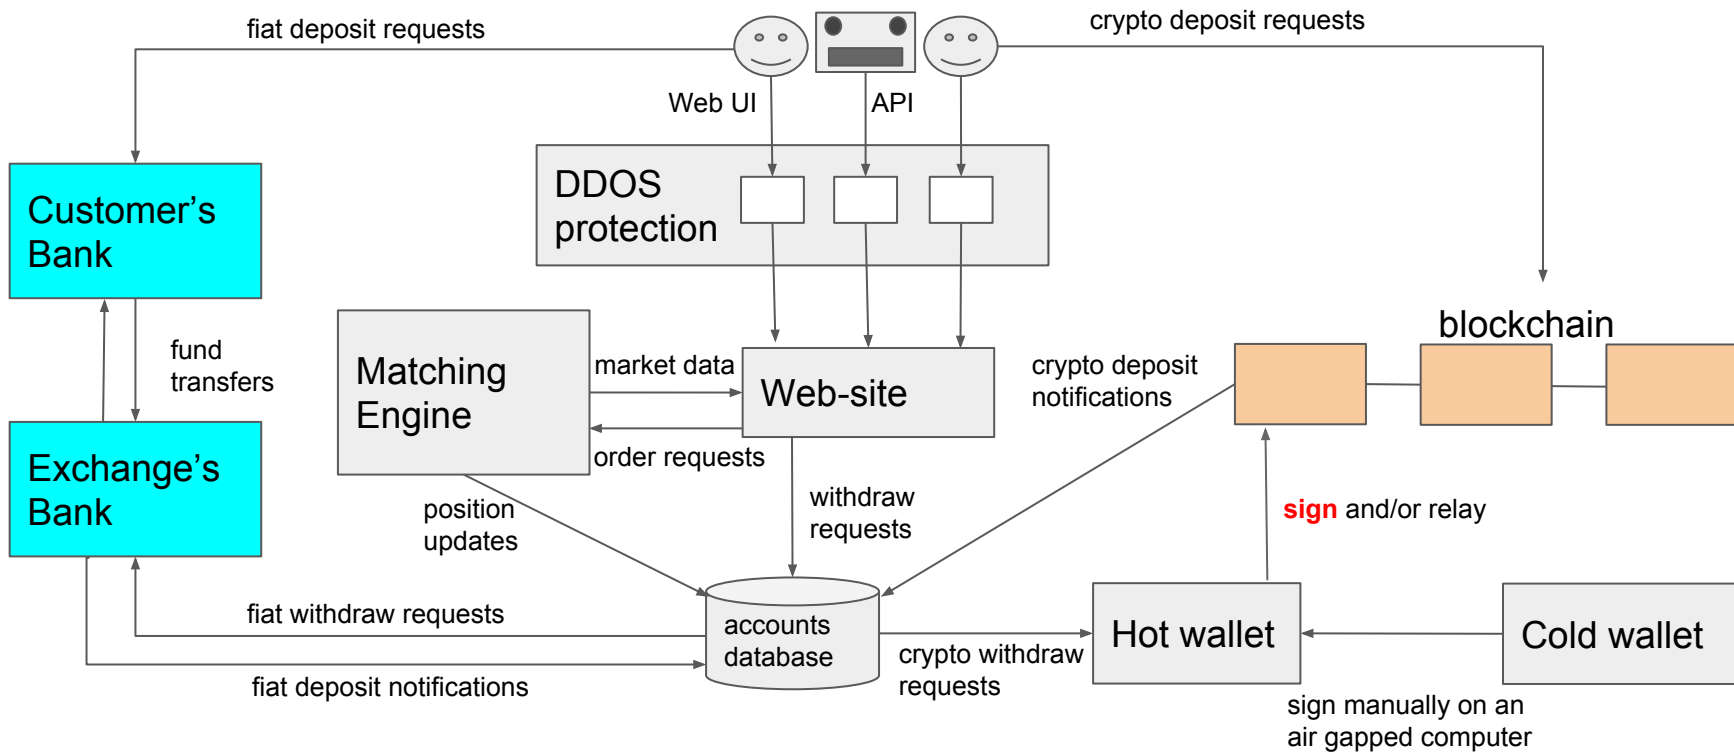 fiat deposit requests
crypto deposit requests
Web UI
API
DDOS
protection
Customer's
Bank
blockchain
fund
transfers
Matching
Engine
market data
Web-site
crypto deposit
notifications
order requests
Exchange's
Bank
position
updates
withdraw
requests
sign and/or relay
fiat withdraw requests
accounts
database
Hot wallet
Cold wallet
crypto withdraw
requests
fiat deposit notifications
sign manually on an
air gapped computer